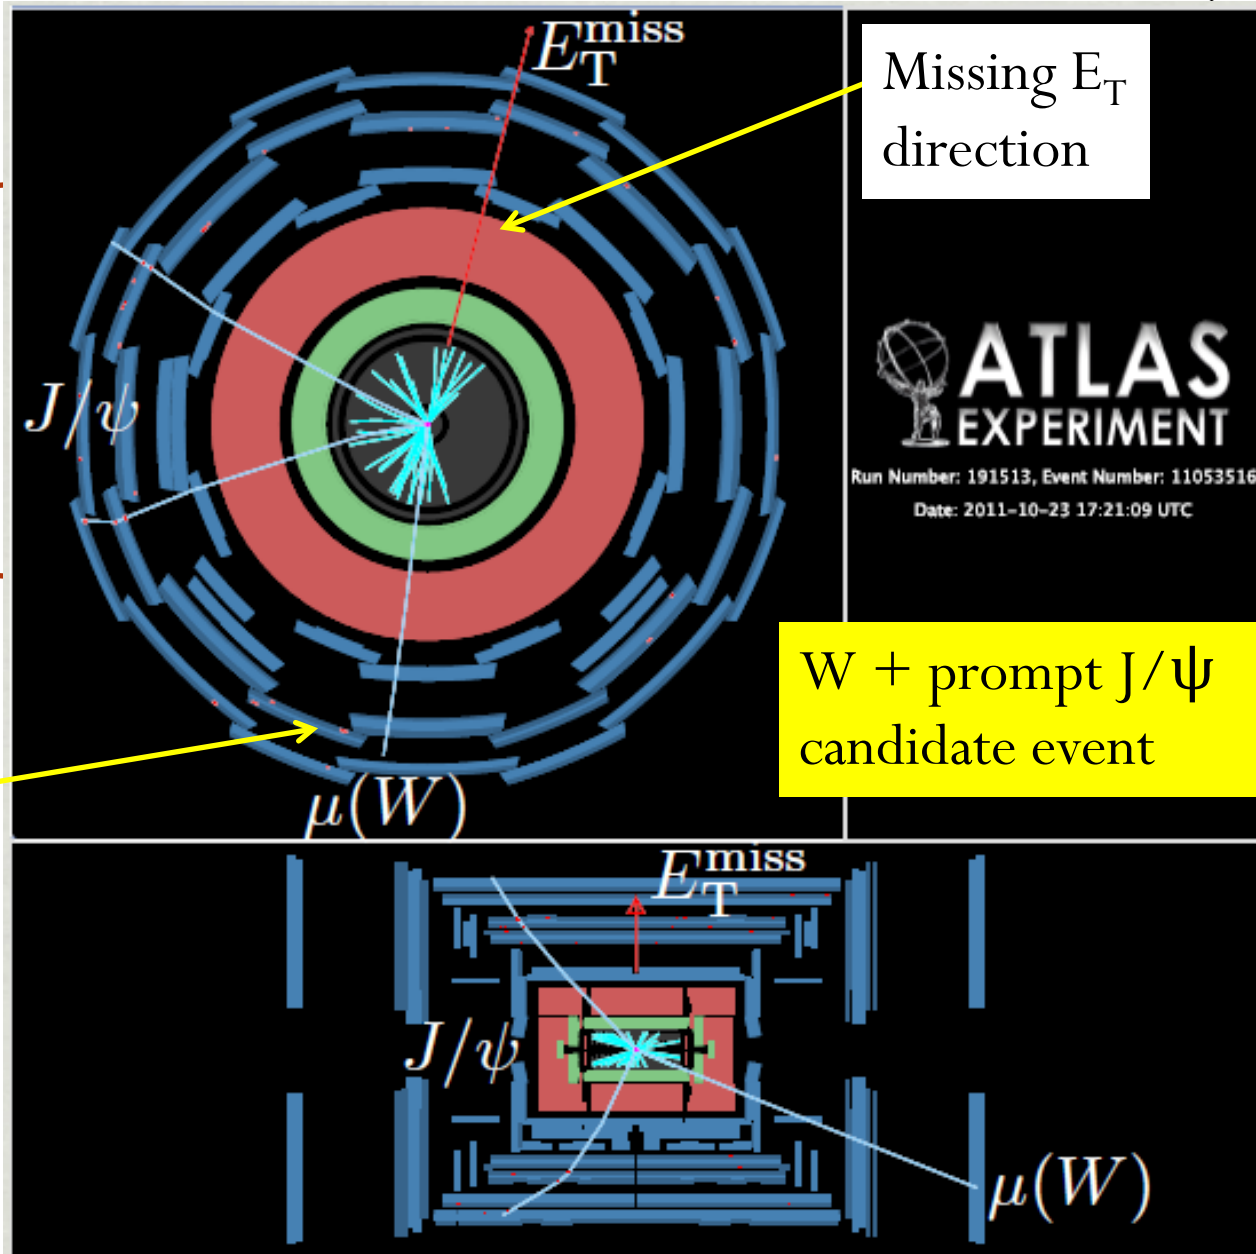 E_T^miss
Missing E_T
direction
J/ψ
ATLAS
EXPERIMENT
Run Number: 191513, Event Number: 11053516
Date: 2011-10-23 17:21:09 UTC
W + prompt J/ψ
candidate event
μ(W)
E_T^miss
J/ψ
μ(W)